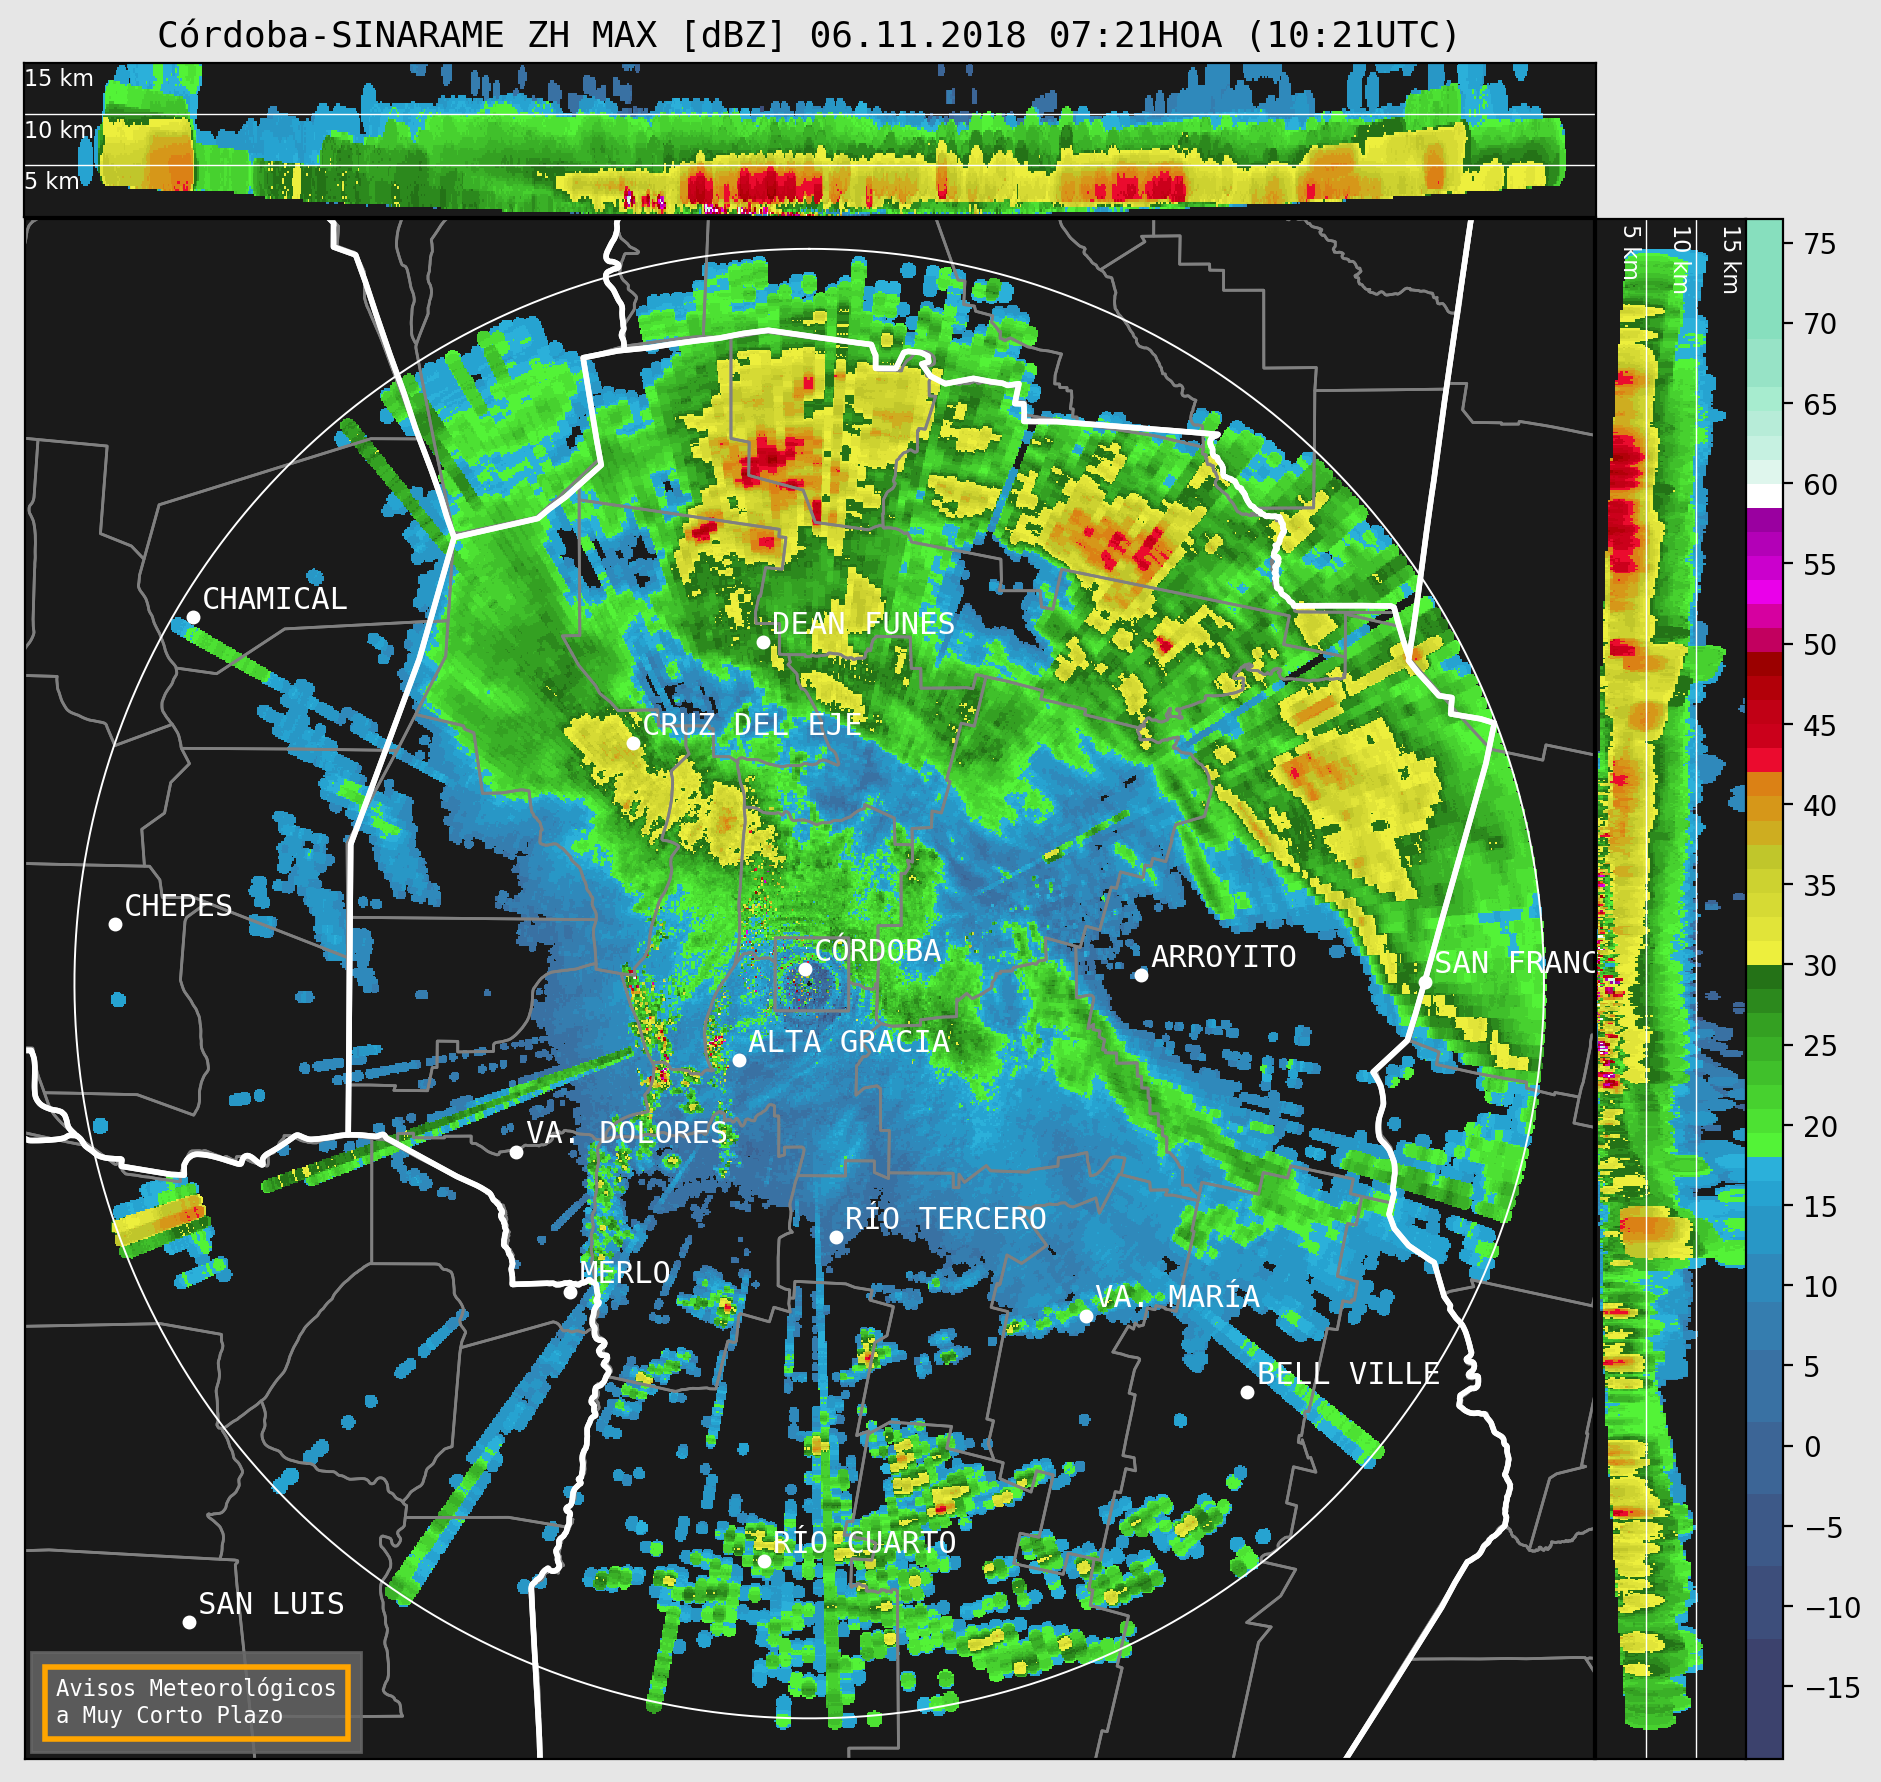 Córdoba-SINARAME ZH MAX [dBZ] 06.11.2018 07:21HOA (10:21UTC)
15 km
10 km
5 km
5 km
10 km
15 km
75
70
65
60
55
50
45
40
35
30
25
20
15
10
5
0
−5
−10
−15
CHAMICAL
DEAN FUNES
CRUZ DEL EJE
CHEPES
CÓRDOBA
ARROYITO
SAN FRANC
ALTA GRACIA
VA. DOLORES
RÍO TERCERO
MERLO
VA. MARÍA
BELL VILLE
RÍO CUARTO
SAN LUIS
Avisos Meteorológicos
a Muy Corto Plazo